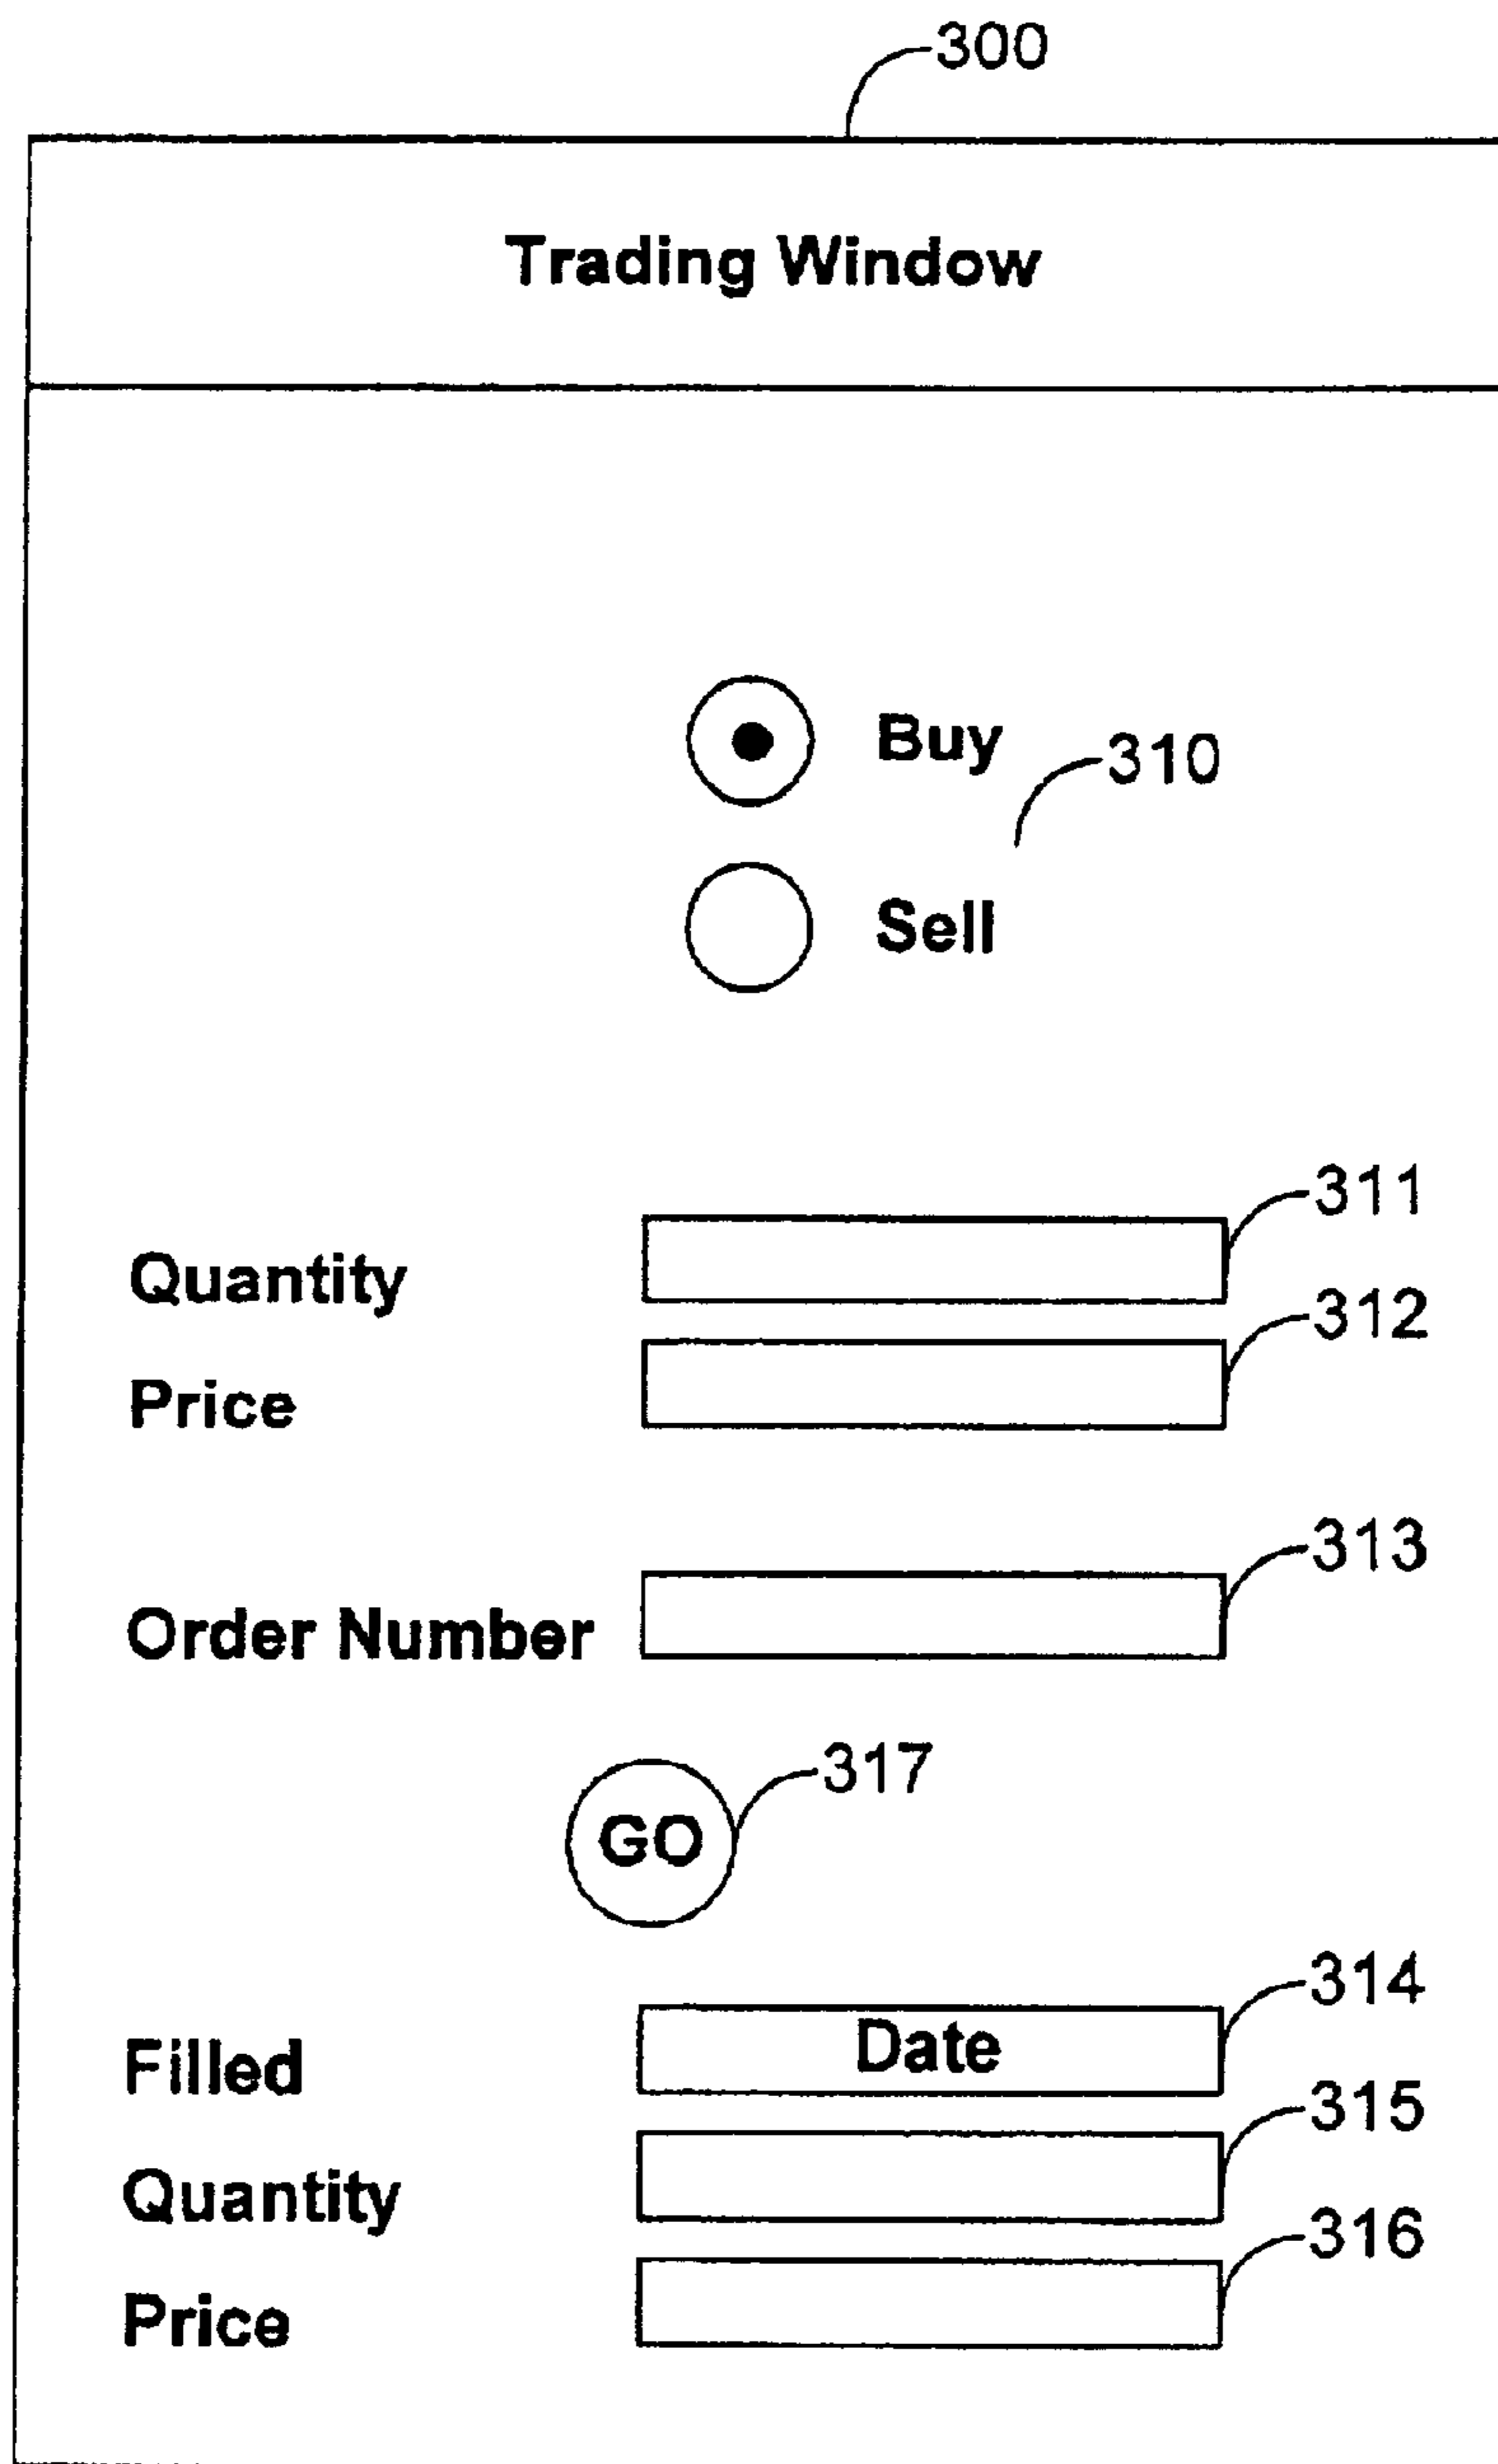 300
Trading Window
Buy
310
Sell
311
Quantity
312
Price
313
Order Number
317
GO
314
Filled Date
315
Quantity
316
Price